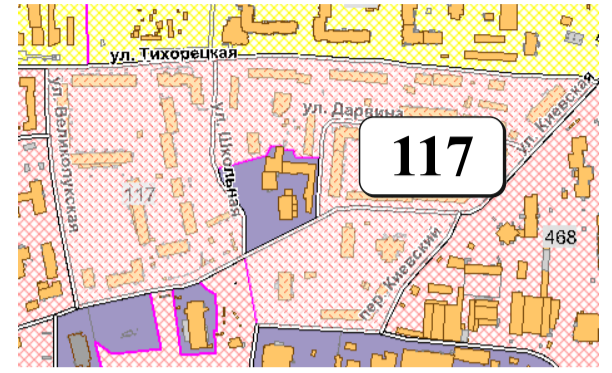 ул. Тихорецкая
ул. Великолукская
ул. Школьная
ул. Дарвина
ул. Киевская
117
117
468
пер. Киевский